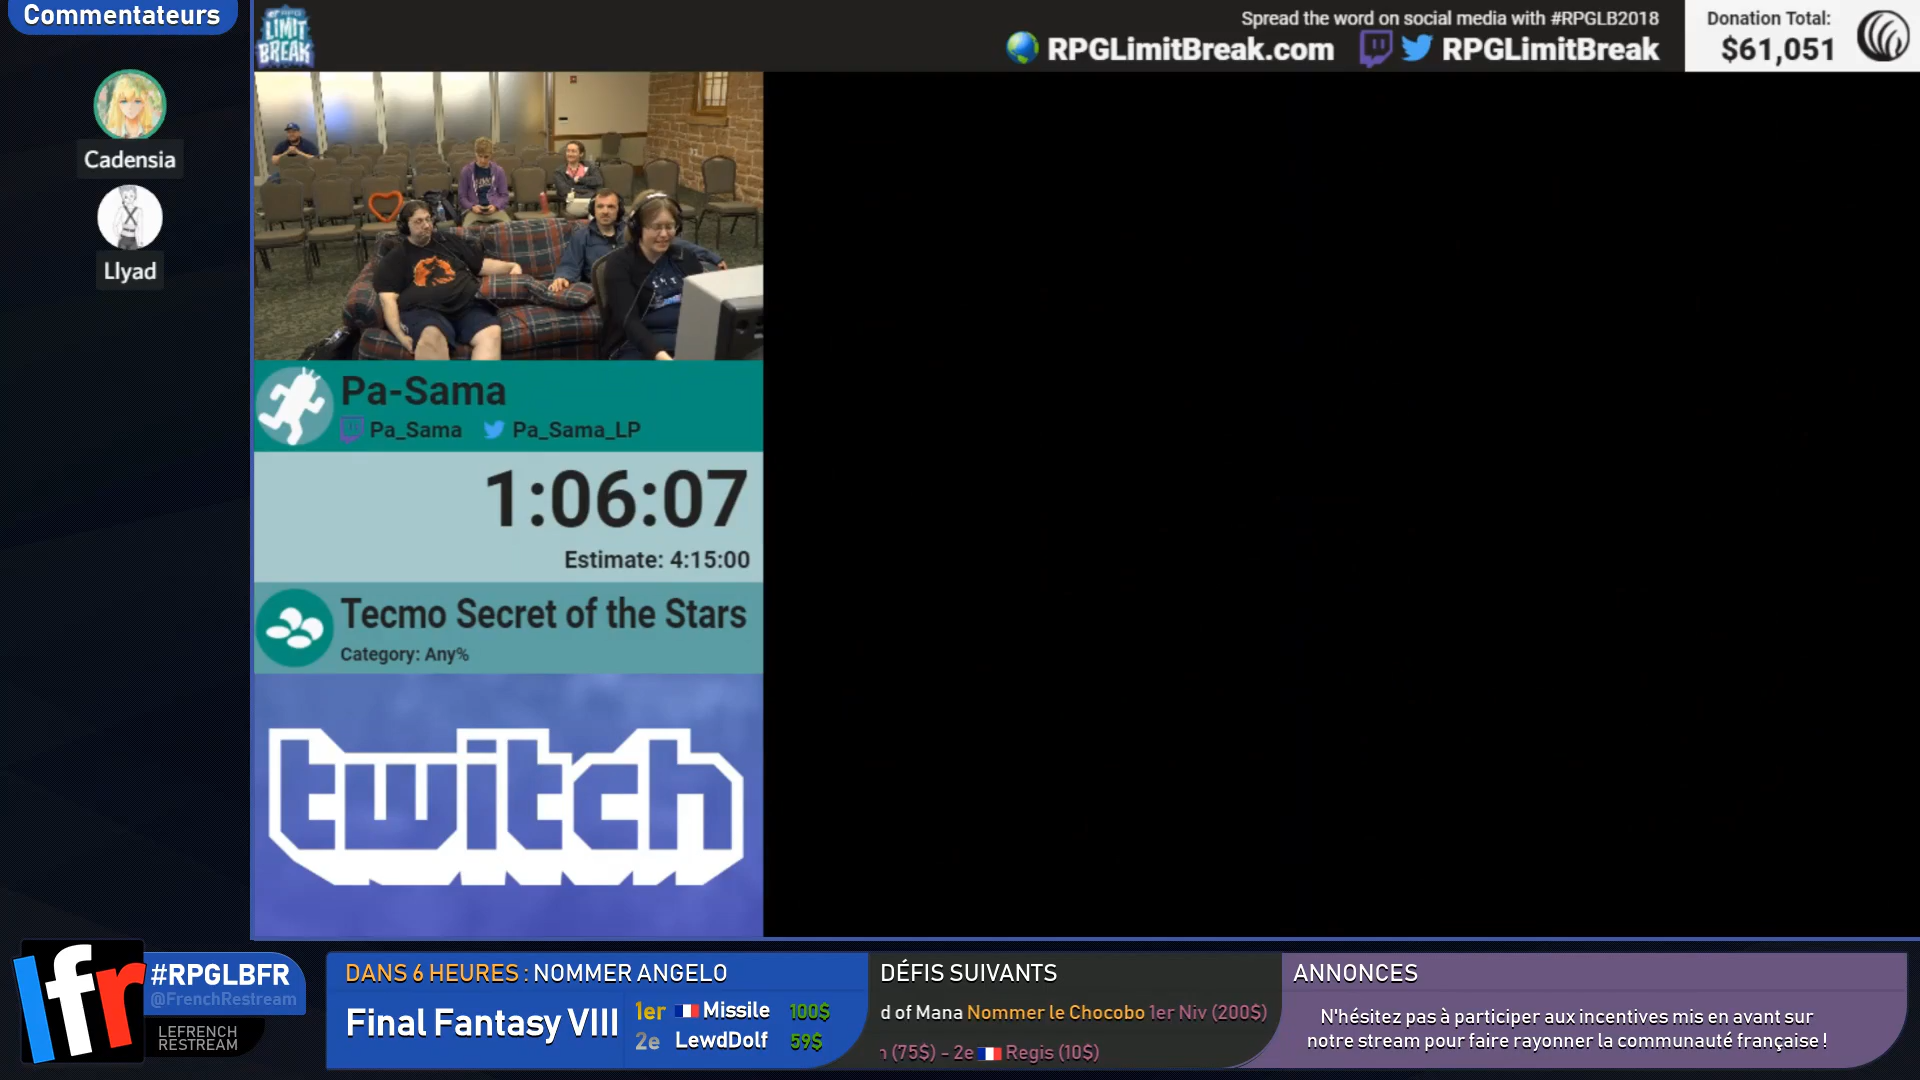 Commentateurs
Cadensia
Llyad
RPG
LIMIT
BREAK
Spread the word on social media with #RPGLB2018
RPGLimitBreak.com
RPGLimitBreak
Donation Total:
$61,051
Pa-Sama
Pa_Sama
Pa_Sama_LP
1:06:07
Estimate: 4:15:00
Tecmo Secret of the Stars
Category: Any%
twitch
lfr
#RPGLBFR
@FrenchRestream
LEFRENCH
RESTREAM
DANS 6 HEURES : NOMMER ANGELO
Final Fantasy VIII
1er Missile 100$
2e LewdDolf 59$
DÉFIS SUIVANTS
d of Mana Nommer le Chocobo 1er Niv (200$)
(75$) - 2e Regis (10$)
ANNONCES
N'hésitez pas à participer aux incentives mis en avant sur
notre stream pour faire rayonner la communauté française !